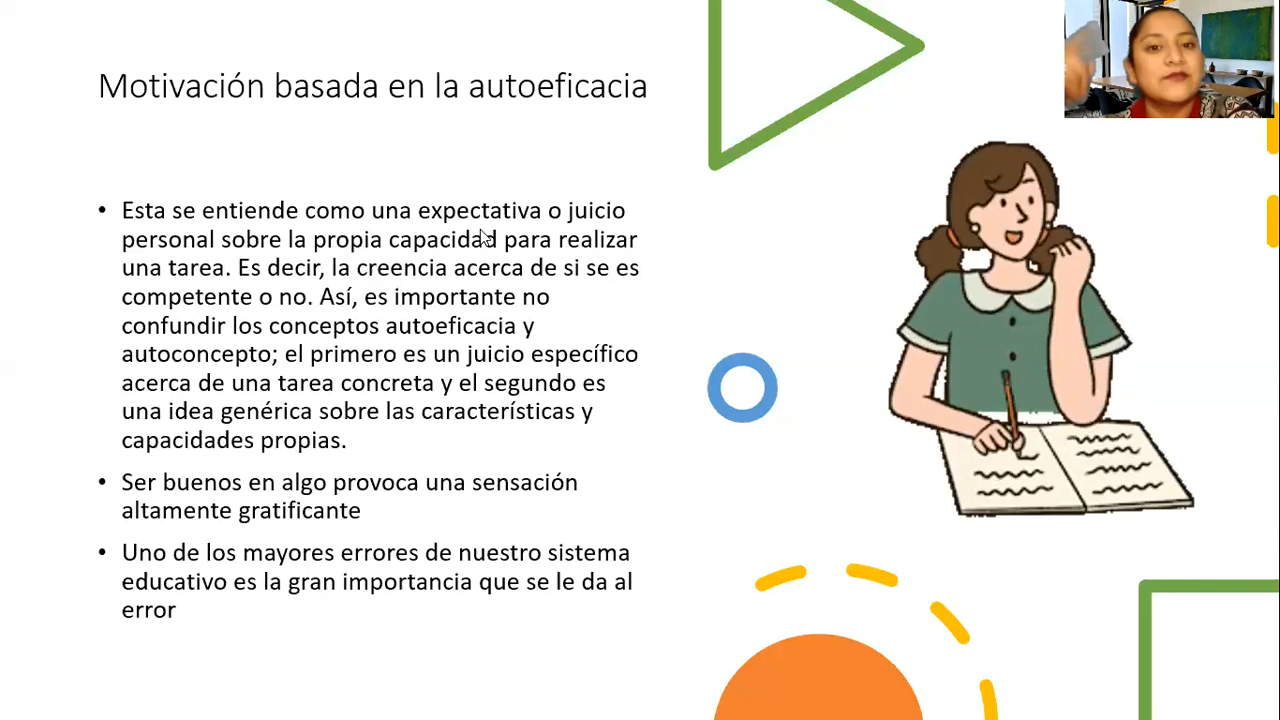 Motivación basada en la autoeficacia
• Esta se entiende como una expectativa o juicio
personal sobre la propia capacidad para realizar
una tarea. Es decir, la creencia acerca de si se es
competente o no. Así, es importante no
confundir los conceptos autoeficacia y
autoconcepto; el primero es un juicio específico
acerca de una tarea concreta y el segundo es
una idea genérica sobre las características y
capacidades propias.
• Ser buenos en algo provoca una sensación
altamente gratificante
• Uno de los mayores errores de nuestro sistema
educativo es la gran importancia que se le da al
error